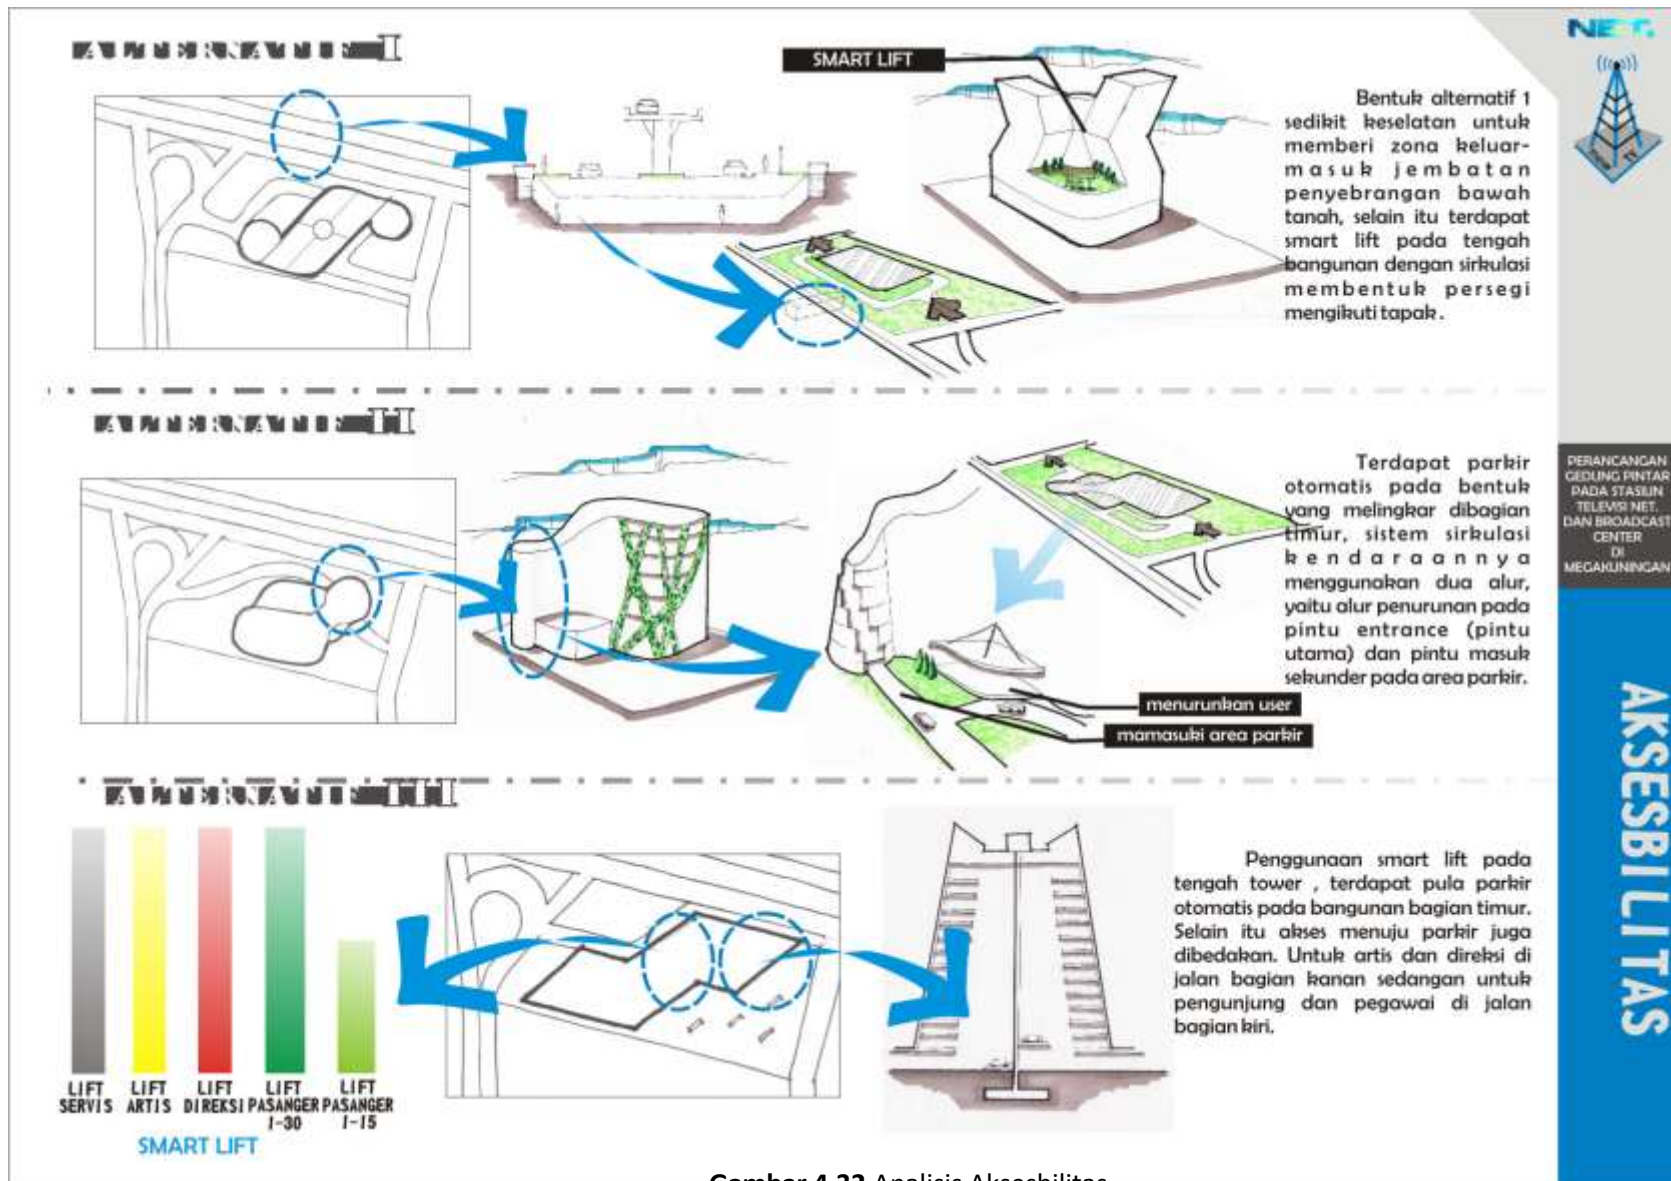 ALTERNATIF I
SMART LIFT
Bentuk alternatif 1
sedikit keselatan untuk
memberi zona keluar-
masuk jembatan
penyebrangan bawah
tanah, selain itu terdapat
smart lift pada tengah
bangunan dengan sirkulasi
membentuk persegi
mengikuti tapak.
ALTERNATIF II
Terdapat parkir
otomatis pada bentuk
yang melingkar dibagian
timur, sistem sirkulasi
kendaraannya
menggunakan dua alur,
yaitu alur penurunan pada
pintu entrance (pintu
utama) dan pintu masuk
sekunder pada area parkir.
menurunkan user
mamasuki area parkir
ALTERNATIF III
LIFT
SERVIS
LIFT
ARTIS
LIFT
DIREKSI
LIFT
PASANGER
1-30
LIFT
PASANGER
1-15
SMART LIFT
Penggunaan smart lift pada
tengah tower , terdapat pula parkir
otomatis pada bangunan bagian timur.
Selain itu akses menuju parkir juga
dibedakan. Untuk artis dan direksi di
jalan bagian kanan sedangan untuk
pengunjung dan pegawai di jalan
bagian kiri.
NET.
PERANCANGAN
GEDUNG PINTAR
PADA STASIUN
TELEVISI NET.
DAN BROADCAST
CENTER
DI
MEGAKUNINGAN
AKSESBILITAS